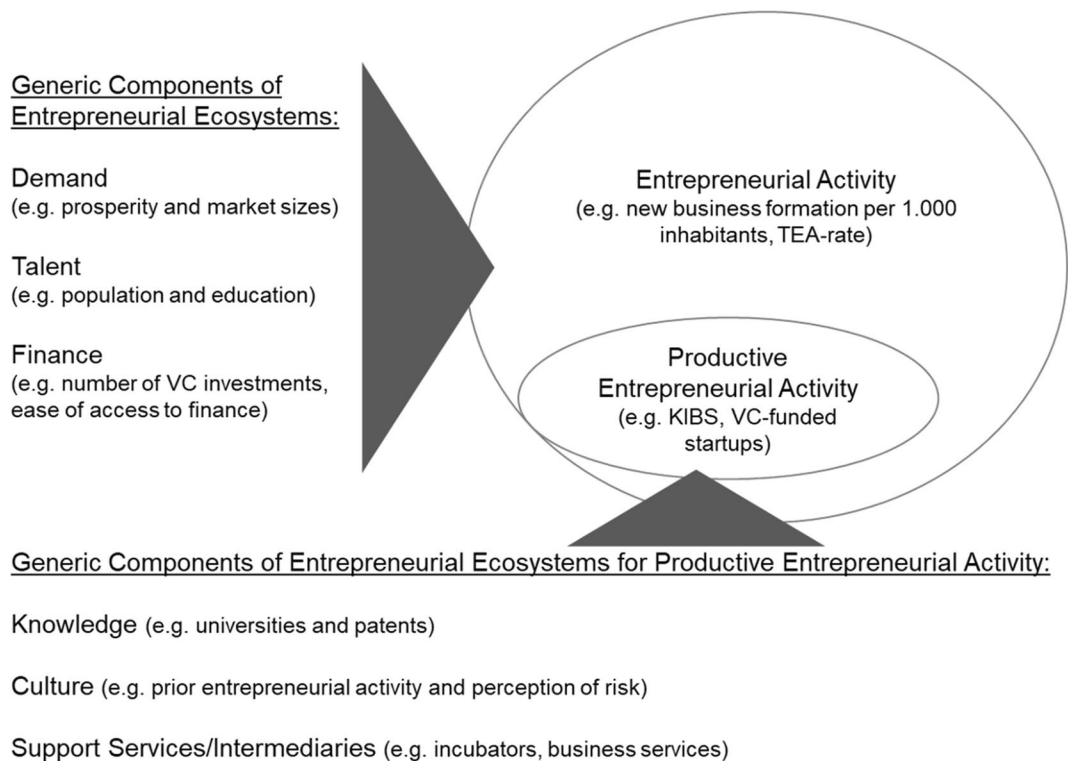 Generic Components of
Entrepreneurial Ecosystems:
Demand
(e.g. prosperity and market sizes)
Talent
(e.g. population and education)
Finance
(e.g. number of VC investments,
ease of access to finance)
Entrepreneurial Activity
(e.g. new business formation per 1.000
inhabitants, TEA-rate)
Productive
Entrepreneurial Activity
(e.g. KIBS, VC-funded
startups)
Generic Components of Entrepreneurial Ecosystems for Productive Entrepreneurial Activity:
Knowledge (e.g. universities and patents)
Culture (e.g. prior entrepreneurial activity and perception of risk)
Support Services/Intermediaries (e.g. incubators, business services)